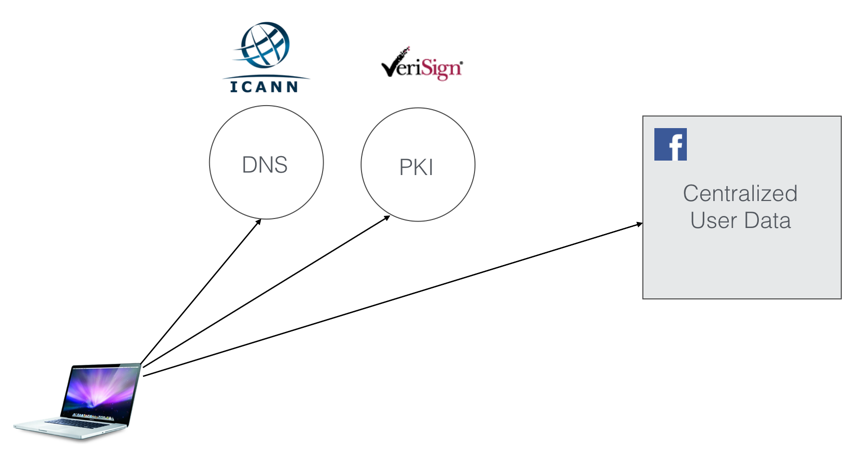 ICANN
VeriSign
DNS
PKI
f
Centralized
User Data